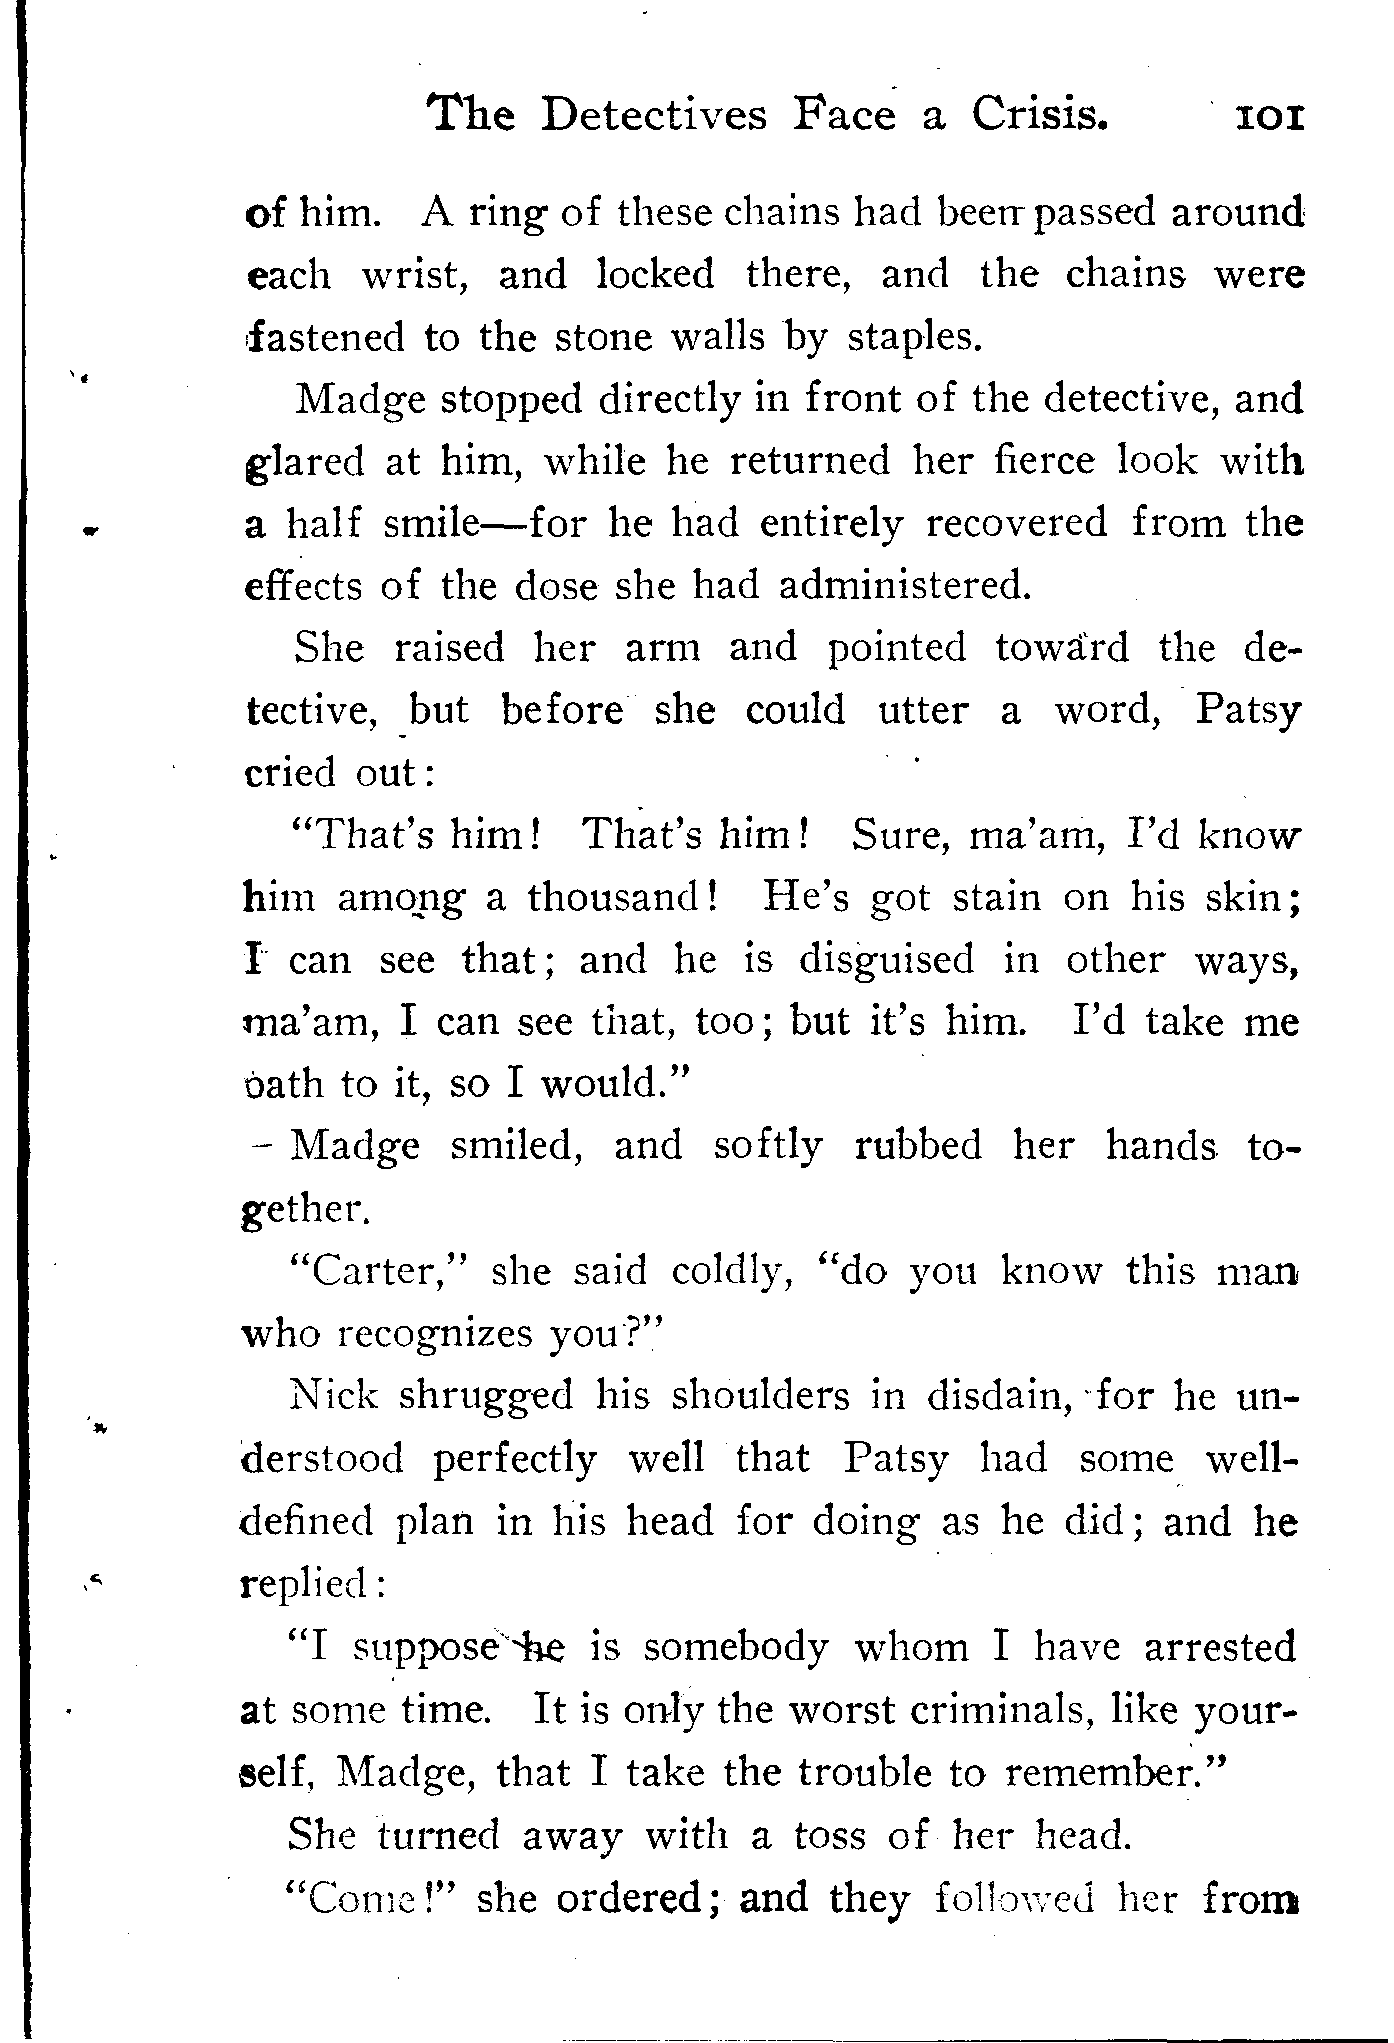 The Detectives Face a Crisis. 101
of him. A ring of these chains had been passed around
each wrist, and locked there, and the chains were
fastened to the stone walls by staples.
Madge stopped directly in front of the detective, and
glared at him, while he returned her fierce look with
a half smile—for he had entirely recovered from the
effects of the dose she had administered.
She raised her arm and pointed toward the de-
tective, but before she could utter a word, Patsy
cried out:
“That’s him! That’s him! Sure, ma’am, I’d know
him among a thousand! He’s got stain on his skin;
I can see that; and he is disguised in other ways,
ma’am, I can see that, too; but it’s him. I’d take me
oath to it, so I would.”
Madge smiled, and softly rubbed her hands to-
gether.
“Carter,” she said coldly, “do you know this man
who recognizes you?”
Nick shrugged his shoulders in disdain, for he un-
derstood perfectly well that Patsy had some well-
defined plan in his head for doing as he did; and he
replied:
“I suppose he is somebody whom I have arrested
at some time. It is only the worst criminals, like your-
self, Madge, that I take the trouble to remember.”
She turned away with a toss of her head.
“Come!” she ordered; and they followed her from